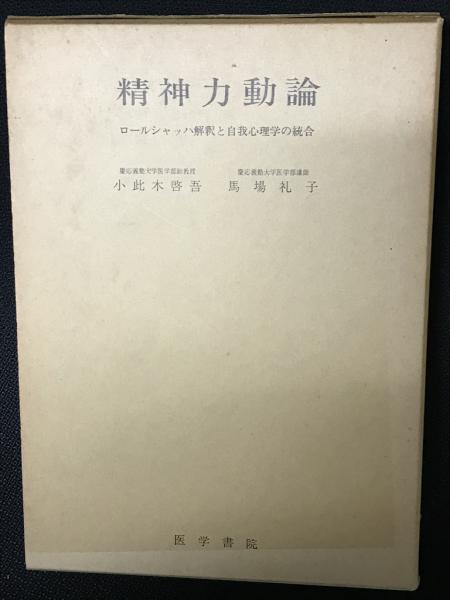 精神力動論
ロールシャッハ解釈と自我心理学の統合
慶応義塾大学医学部助教授 慶応義塾大学医学部講師
小此木啓吾 馬場礼子
医学書院